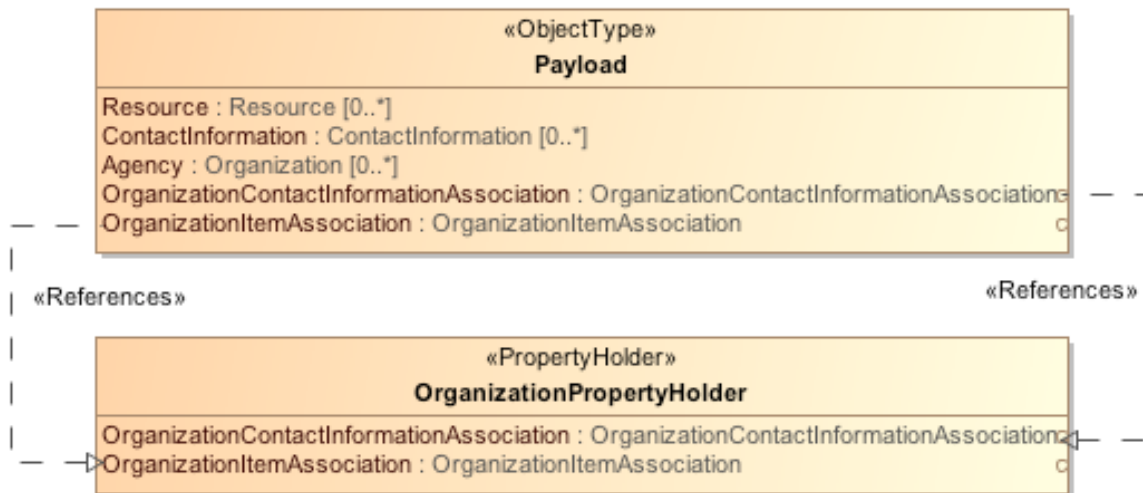 «ObjectType»
Payload
Resource : Resource [0..*]
ContactInformation : ContactInformation [0..*]
Agency : Organization [0..*]
OrganizationContactInformationAssociation : OrganizationContactInformationAssociation
OrganizationItemAssociation : OrganizationItemAssociation
«References»
«References»
«PropertyHolder»
OrganizationPropertyHolder
OrganizationContactInformationAssociation : OrganizationContactInformationAssociation
OrganizationItemAssociation : OrganizationItemAssociation